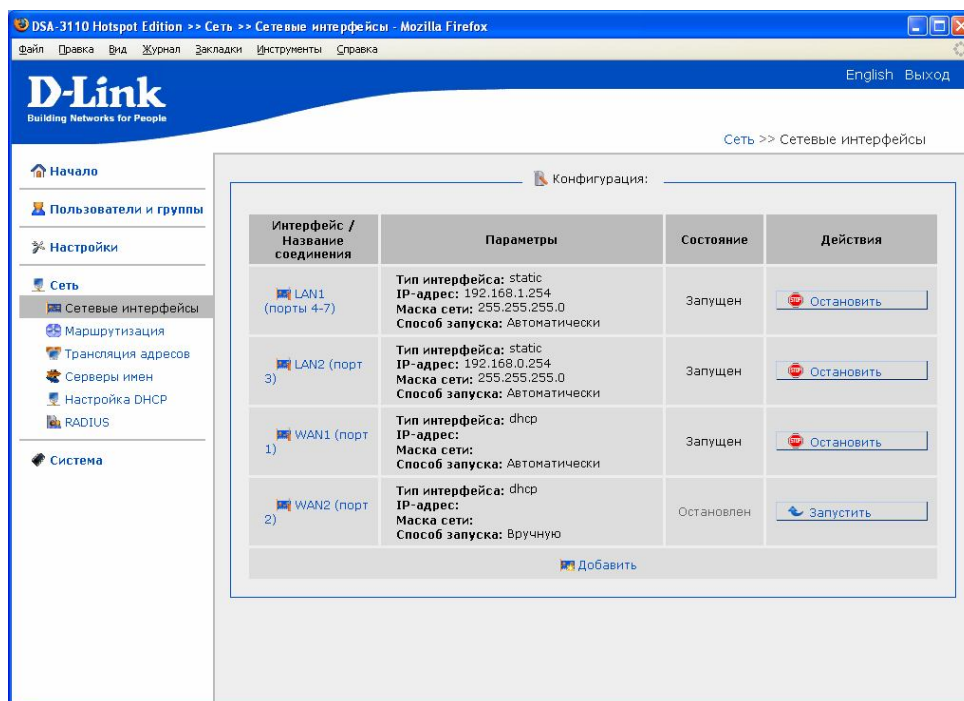 DSA-3110 Hotspot Edition >> Сеть >> Сетевые интерфейсы - Mozilla Firefox
Файл Правка Вид Журнал Закладки Инструменты Справка
English Выход
D-Link
Building Networks for People
Сеть >> Сетевые интерфейсы
Начало
Пользователи и группы
Настройки
Сеть
Сетевые интерфейсы
Маршрутизация
Трансляция адресов
Серверы имен
Настройка DHCP
RADIUS
Система
Конфигурация:
Интерфейс /
Название
соединения
Параметры
Состояние
Действия
LAN1
(порты 4-7)
Тип интерфейса: static
IP-адрес: 192.168.1.254
Маска сети: 255.255.255.0
Способ запуска: Автоматически
Запущен
STOP
Остановить
LAN2 (порт
3)
Тип интерфейса: static
IP-адрес: 192.168.0.254
Маска сети: 255.255.255.0
Способ запуска: Автоматически
Запущен
STOP
Остановить
WAN1 (порт
1)
Тип интерфейса: dhcp
IP-адрес:
Маска сети:
Способ запуска: Автоматически
Запущен
STOP
Остановить
WAN2 (порт
2)
Тип интерфейса: dhcp
IP-адрес:
Маска сети:
Способ запуска: Вручную
Остановлен
Запустить
Добавить